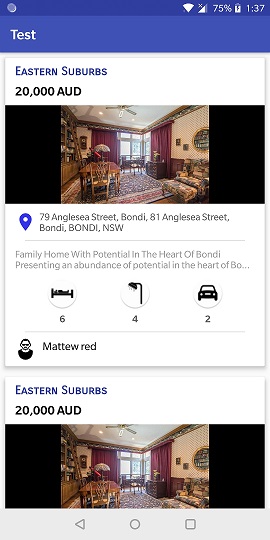 75% 1:37
Test
Eastern Suburbs
20,000 AUD
79 Anglesea Street, Bondi, 81 Anglesea Street,
Bondi, BONDI, NSW
Family Home With Potential In The Heart Of Bondi
Presenting an abundance of potential in the heart of Bo...
6 4 2
Mattew red
Eastern Suburbs
20,000 AUD